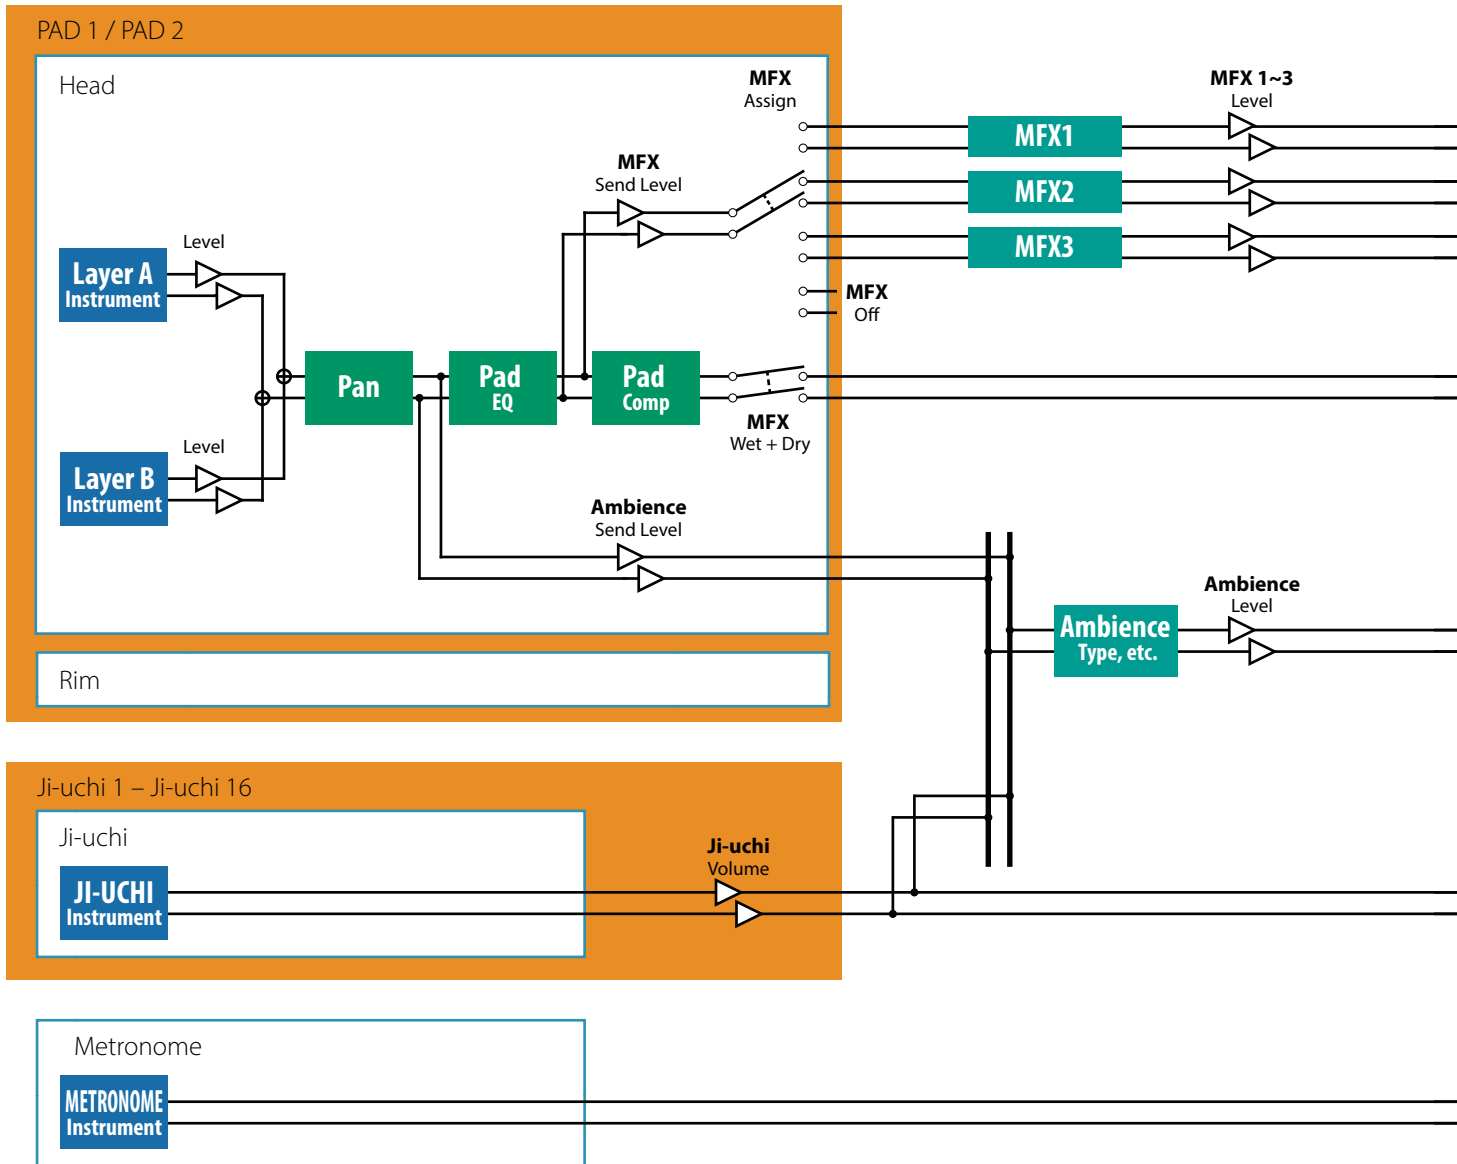 PAD 1 / PAD 2
Head
MFX
Assign
MFX 1~3
Level
MFX1
MFX
Send Level
MFX2
MFX3
Level
Layer A
Instrument
MFX
Off
Pan
Pad
EQ
Pad
Comp
MFX
Wet + Dry
Level
Layer B
Instrument
Ambience
Send Level
Ambience
Level
Ambience
Type, etc.
Rim
Ji-uchi 1 – Ji-uchi 16
Ji-uchi
Ji-uchi
Volume
JI-UCHI
Instrument
Metronome
METRONOME
Instrument